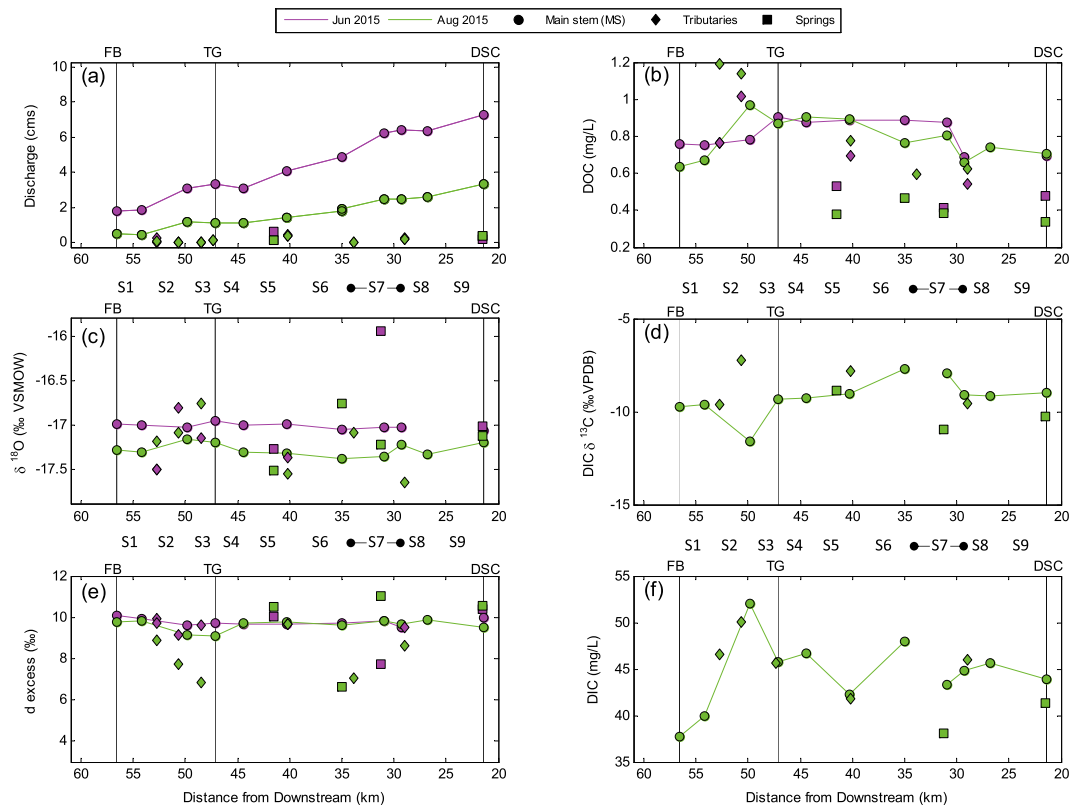 Jun 2015 Aug 2015 Main stem (MS) Tributaries Springs
FB TG DSC
(a)
Discharge (cms)
10
8
6
4
2
0
60 55 50 45 40 35 30 25 20
FB TG DSC
(b)
DOC (mg/L)
1.2
1
0.8
0.6
0.4
0.2
60 55 50 45 40 35 30 25 20
S1 S2 S3 S4 S5 S6 S7 S8 S9
S1 S2 S3 S4 S5 S6 S7 S8 S9
FB TG DSC
(c)
δ 18O (‰ VSMOW)
-16
-16.5
-17
-17.5
60 55 50 45 40 35 30 25 20
FB TG DSC
(d)
DIC δ 13C (‰VPDB)
-5
-10
-15
60 55 50 45 40 35 30 25 20
S1 S2 S3 S4 S5 S6 S7 S8 S9
S1 S2 S3 S4 S5 S6 S7 S8 S9
FB TG DSC
(e)
d excess (‰)
12
10
8
6
4
60 55 50 45 40 35 30 25 20
Distance from Downstream (km)
FB TG DSC
(f)
DIC (mg/L)
55
50
45
40
35
60 55 50 45 40 35 30 25 20
Distance from Downstream (km)